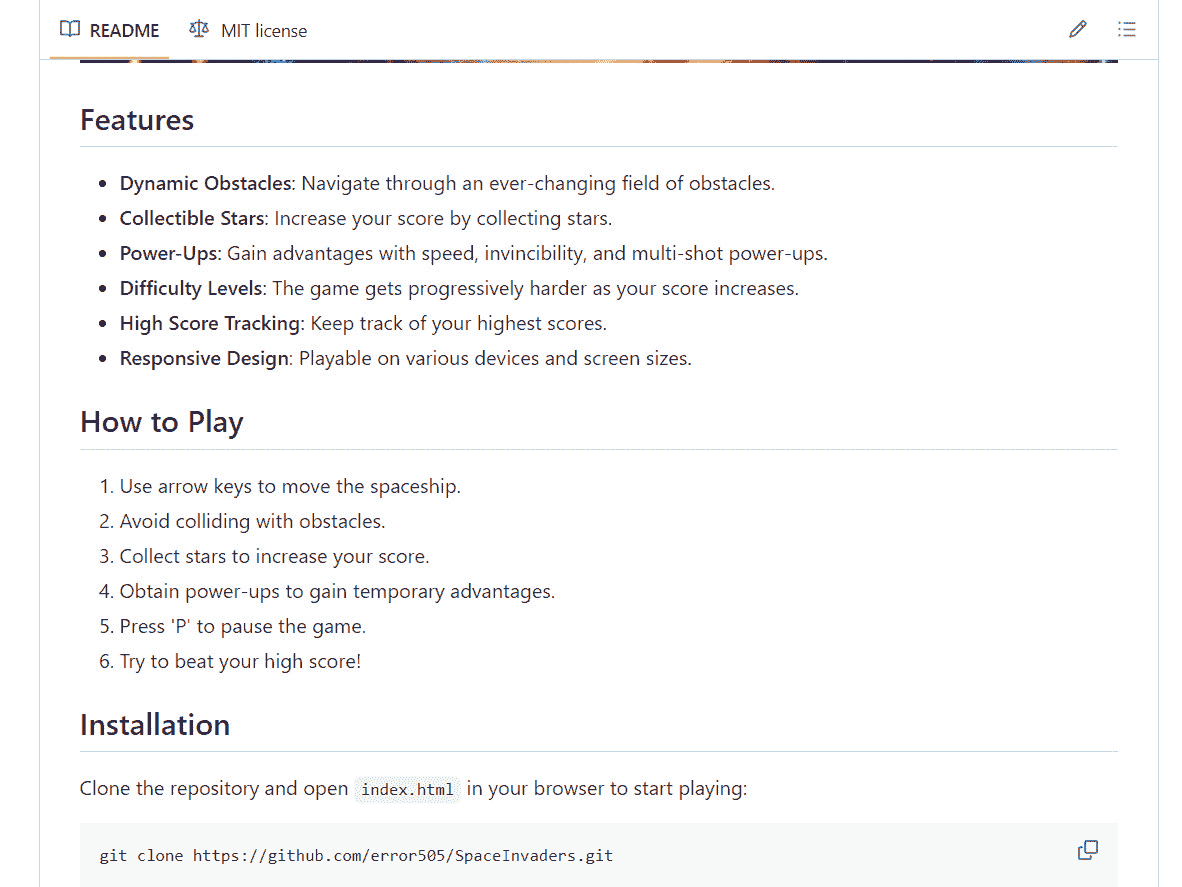 README MIT license
Features
Dynamic Obstacles: Navigate through an ever-changing field of obstacles.
Collectible Stars: Increase your score by collecting stars.
Power-Ups: Gain advantages with speed, invincibility, and multi-shot power-ups.
Difficulty Levels: The game gets progressively harder as your score increases.
High Score Tracking: Keep track of your highest scores.
Responsive Design: Playable on various devices and screen sizes.
How to Play
1. Use arrow keys to move the spaceship.
2. Avoid colliding with obstacles.
3. Collect stars to increase your score.
4. Obtain power-ups to gain temporary advantages.
5. Press 'P' to pause the game.
6. Try to beat your high score!
Installation
Clone the repository and open index.html in your browser to start playing:
git clone https://github.com/error505/SpaceInvaders.git